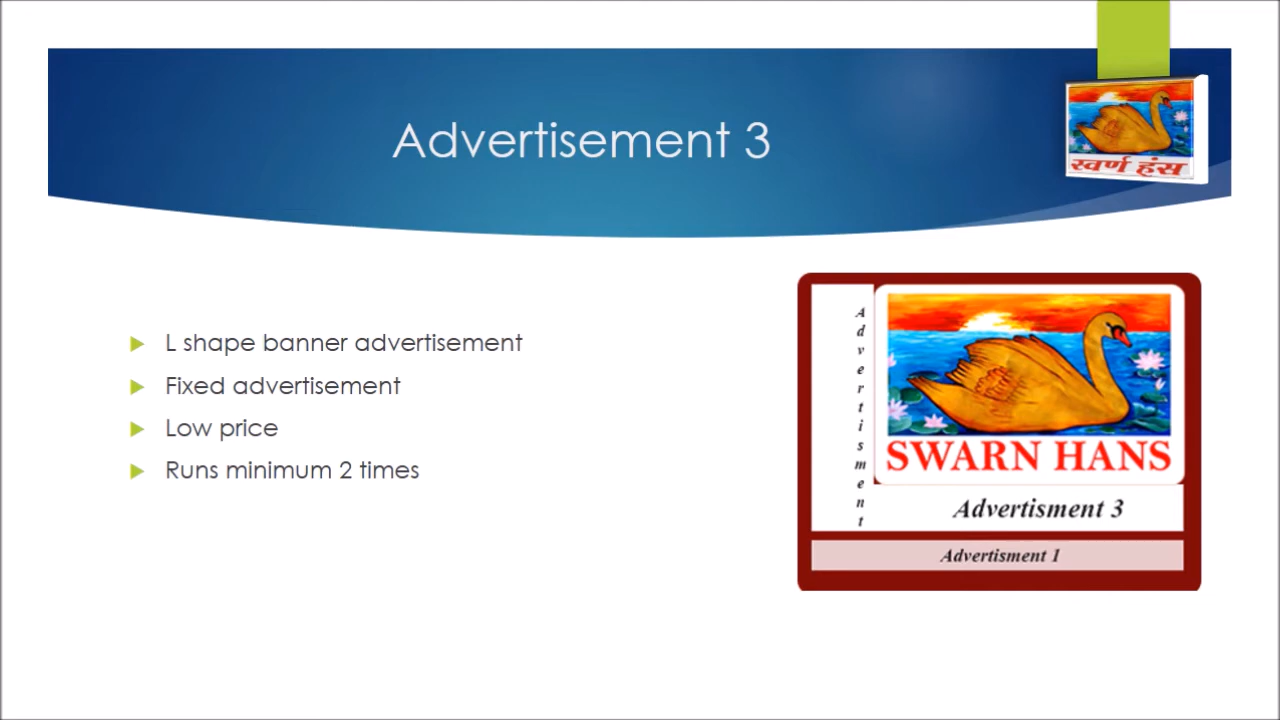 Advertisement 3
स्वर्ण हंस
L shape banner advertisement
Fixed advertisement
Low price
Runs minimum 2 times
Advertisment
SWARN HANS
Advertisment 3
Advertisment 1